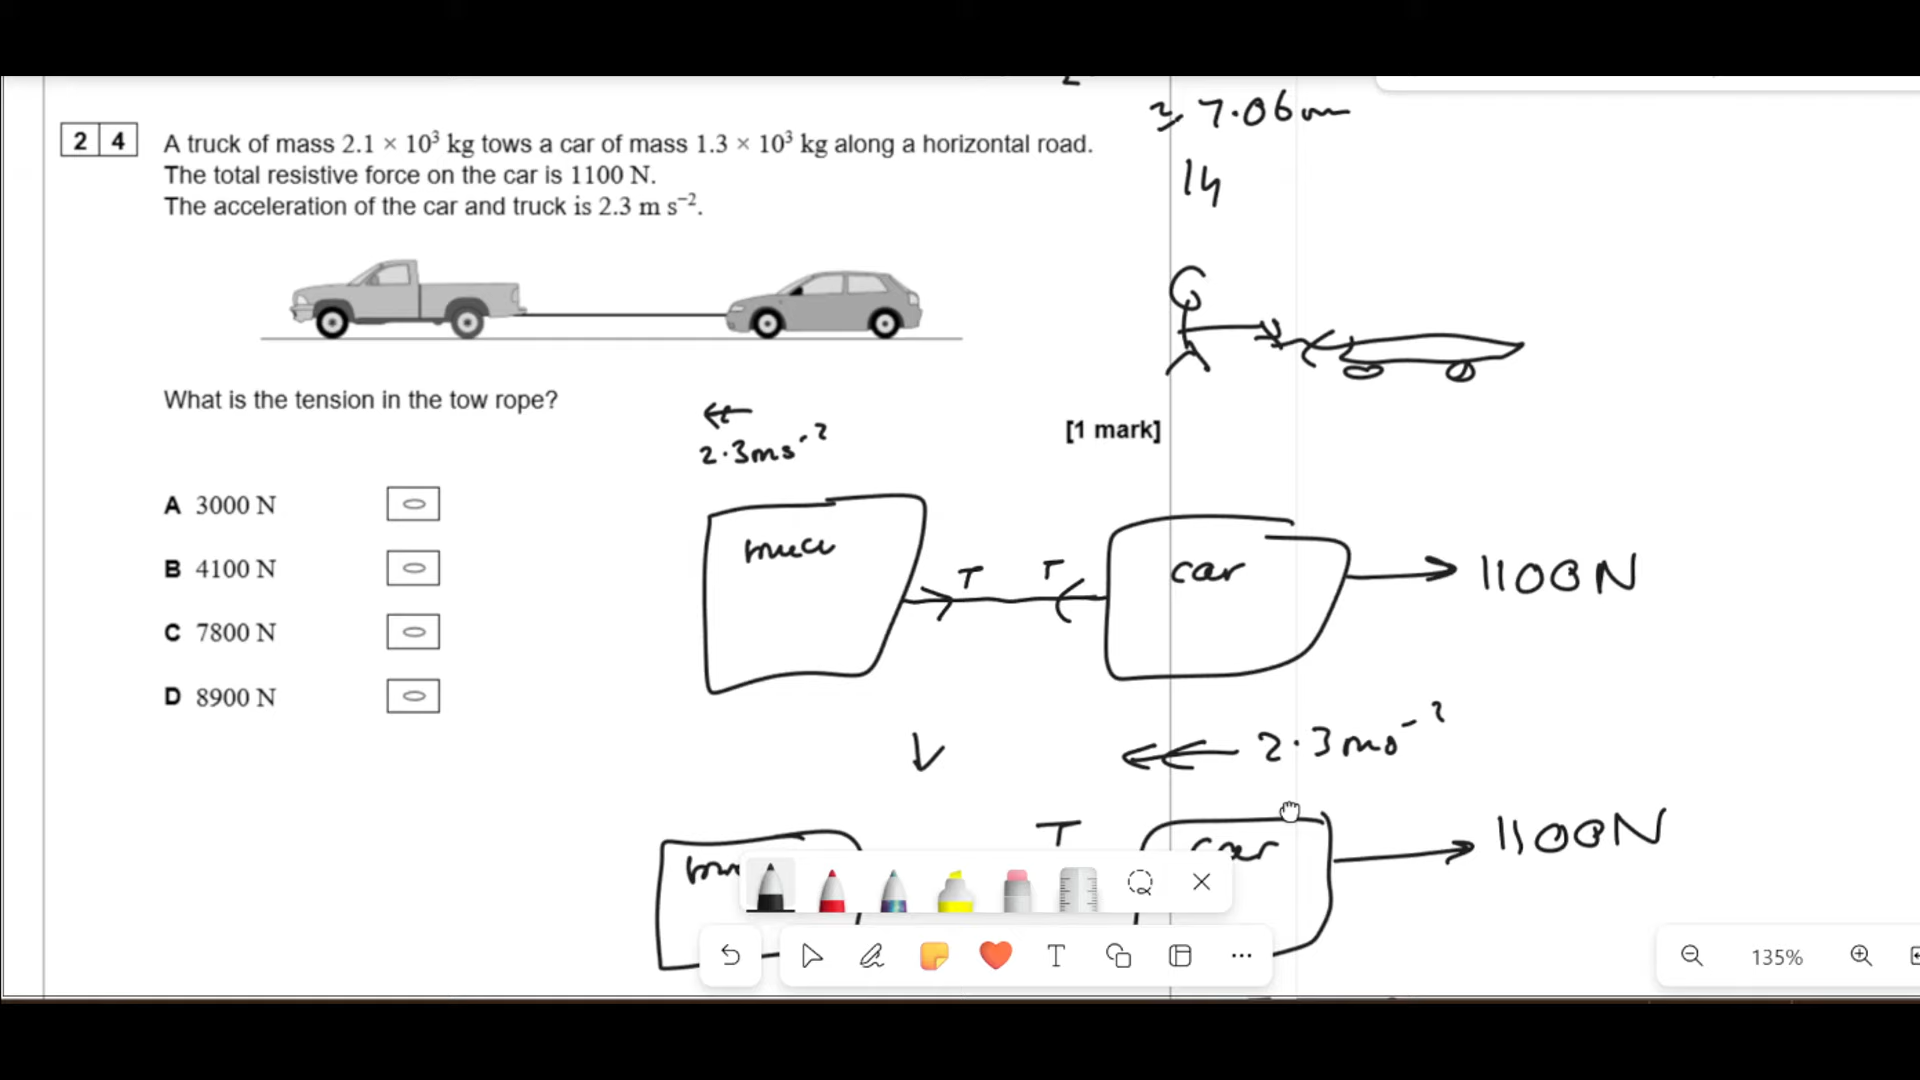 ≃ 7.06cm
2 4 A truck of mass 2.1 × 10³ kg tows a car of mass 1.3 × 10³ kg along a horizontal road.
The total resistive force on the car is 1100 N.
The acceleration of the car and truck is 2.3 m s⁻².
14
What is the tension in the tow rope?
[1 mark]
2.3ms⁻²
A 3000 N
B 4100 N
C 7800 N
D 8900 N
truck
T T
car
1100N
2.3ms⁻²
T
car
1100N
T
135%